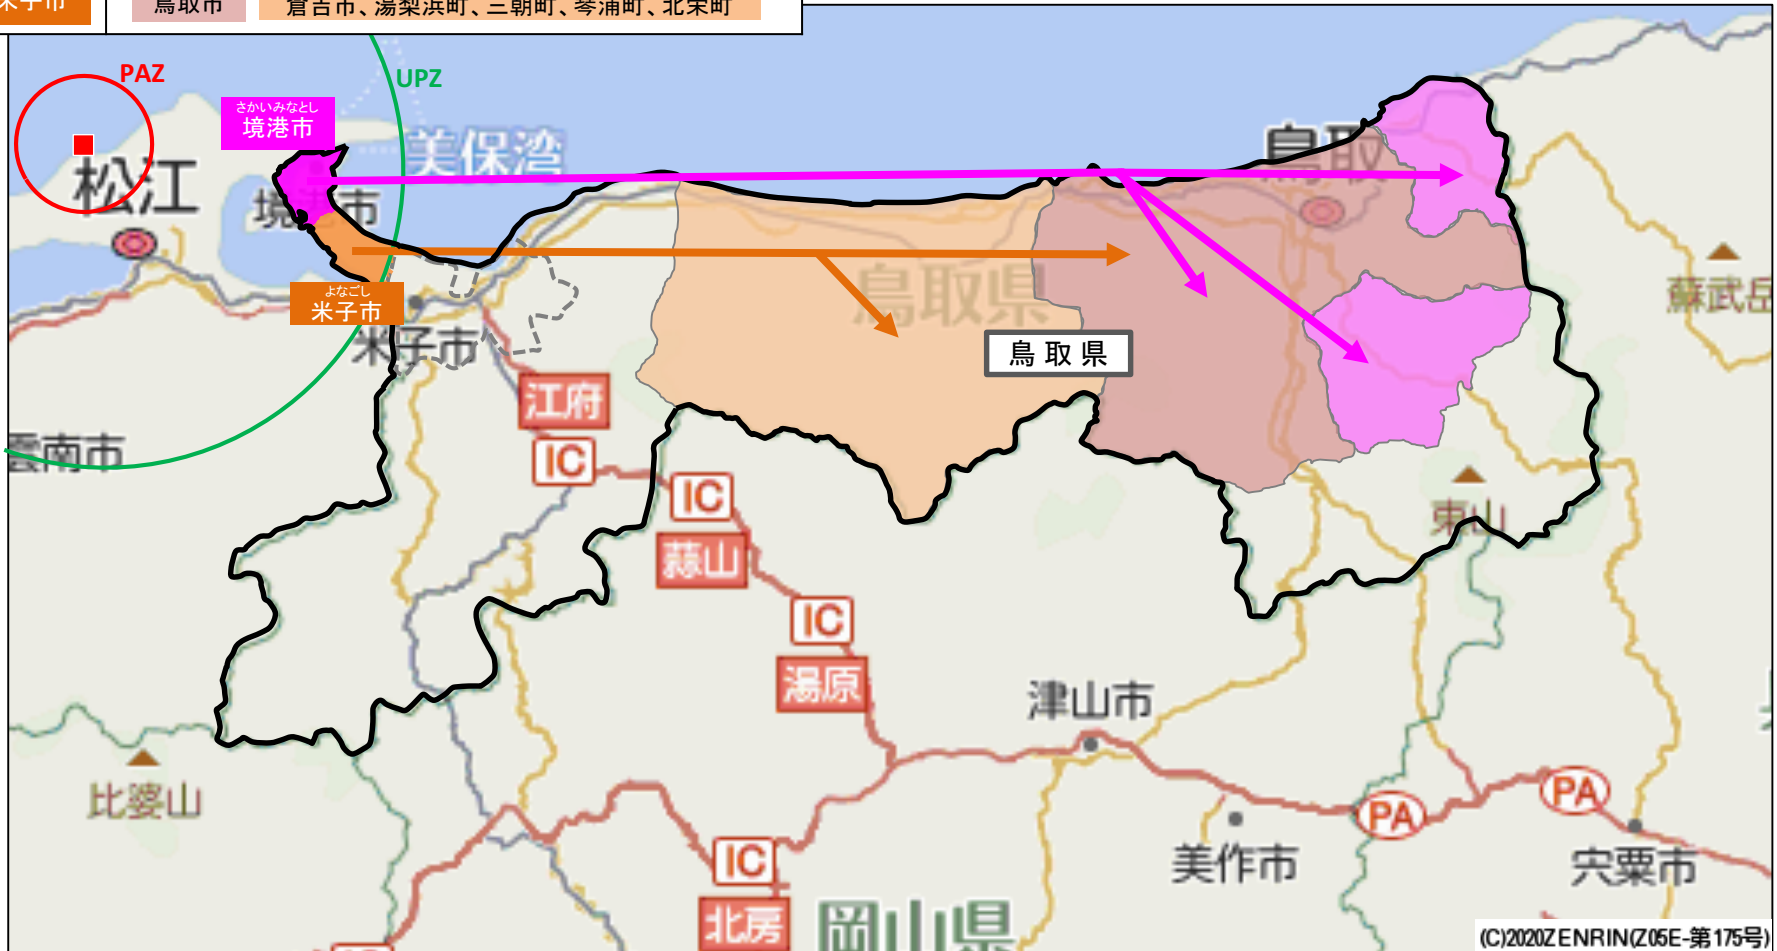 米子市
鳥取市
倉吉市、湯梨浜町、三朝町、琴浦町、北栄町
PAZ
UPZ
さかいみなとし
境港市
美保湾
鳥取
松江
境港市
よなごし
米子市
鳥取県
蘇武岳
米子市
鳥取県
江府
IC
雲南市
IC
東山
蒜山
IC
湯原
津山市
比婆山
PA
PA
IC
美作市
宍粟市
北房
岡山県
(C)2020ZENRIN(Z05E-第175号)